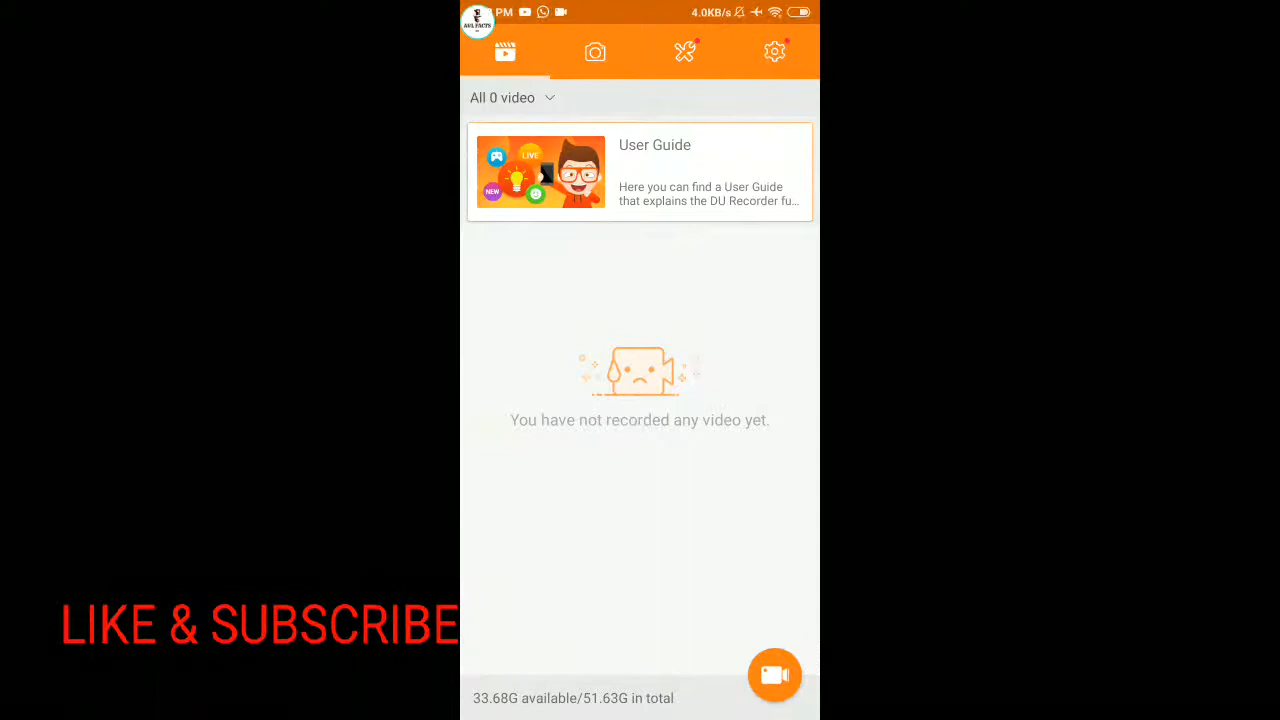 PM
4.0KB/s
AUL FACTS
All 0 video
User Guide
LIVE
NEW
Here you can find a User Guide
that explains the DU Recorder fu...
You have not recorded any video yet.
LIKE & SUBSCRIBE
33.68G available/51.63G in total